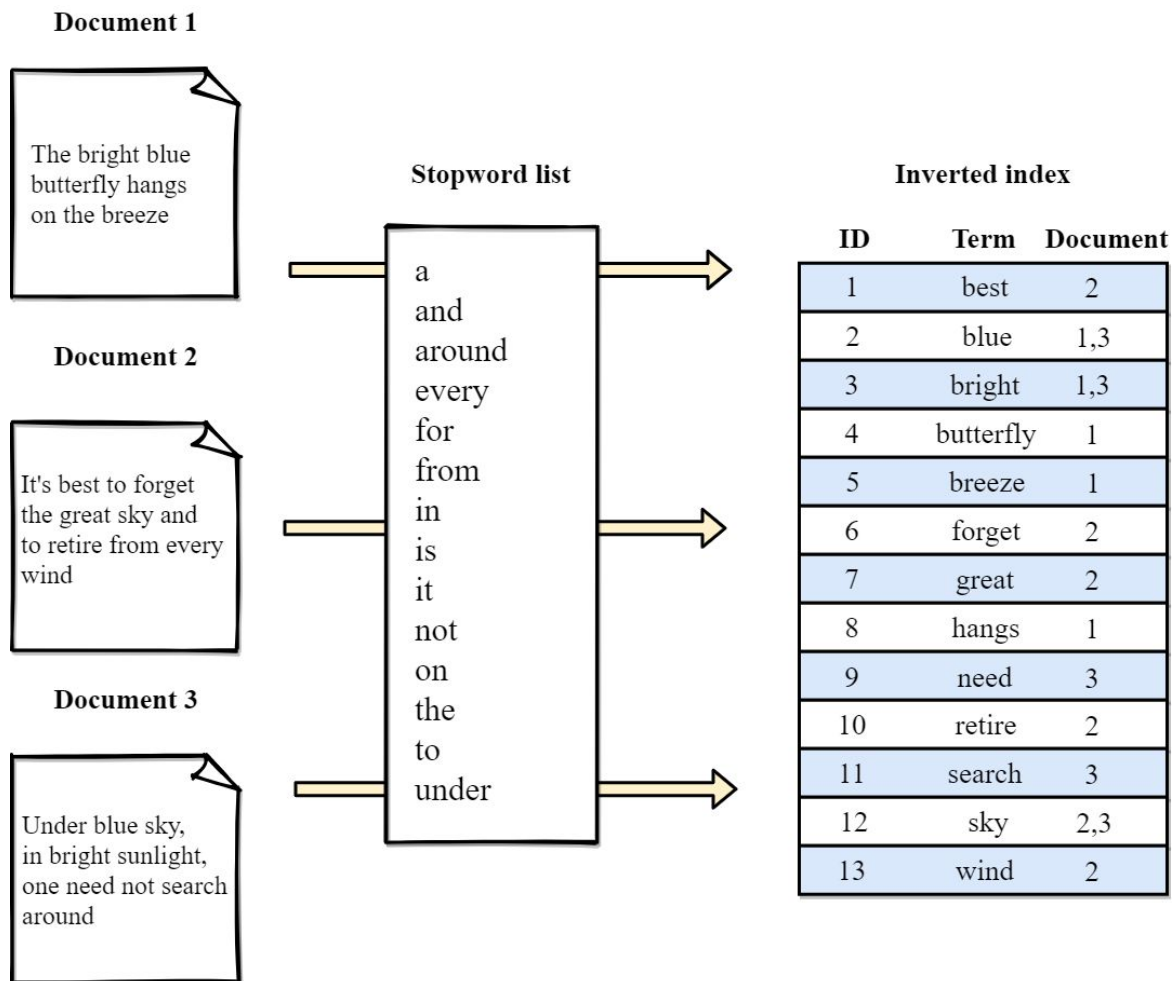 Document 1
The bright blue
butterfly hangs
on the breeze
Document 2
It's best to forget
the great sky and
to retire from every
wind
Document 3
Under blue sky,
in bright sunlight,
one need not search
around
Stopword list
a
and
around
every
for
from
in
is
it
not
on
the
to
under
Inverted index
ID Term Document
1 best 2
2 blue 1,3
3 bright 1,3
4 butterfly 1
5 breeze 1
6 forget 2
7 great 2
8 hangs 1
9 need 3
10 retire 2
11 search 3
12 sky 2,3
13 wind 2